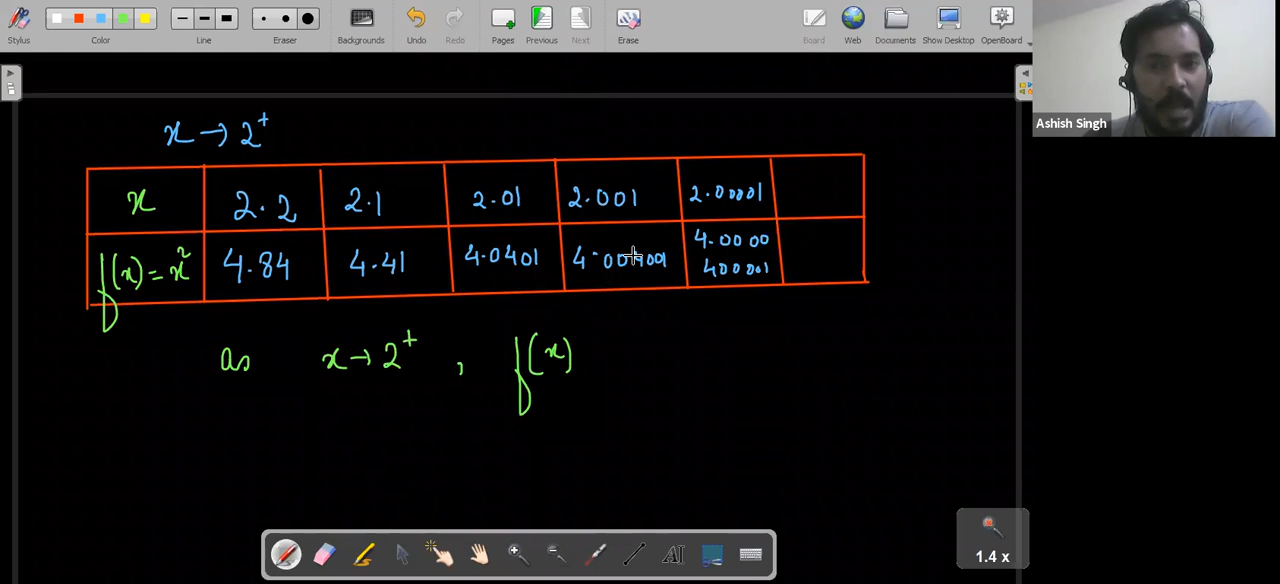 Stylus Color Line Eraser Backgrounds Undo Redo Pages Previous Next Erase Board Web Documents Show Desktop OpenBoard
Ashish Singh
x → 2⁺
x 2.2 2.1 2.01 2.001 2.00001
f(x) = x² 4.84 4.41 4.0401 4.004001 4.0000
400001
as x → 2⁺ , f(x)
1.4 x